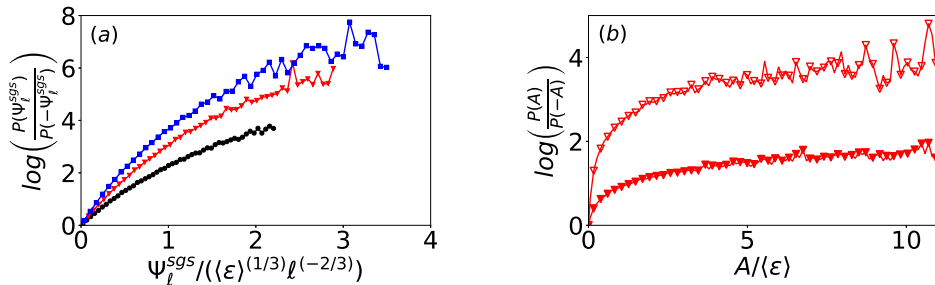 (a)
log(P(Ψ_ℓ^{sgs})/P(−Ψ_ℓ^{sgs}))
8
6
4
2
0
0 1 2 3 4
Ψ_ℓ^{sgs}/(⟨ε⟩^{(1/3)}ℓ^{(−2/3)})
(b)
log(P(A)/P(−A))
4
2
0
0 5 10
A/⟨ε⟩